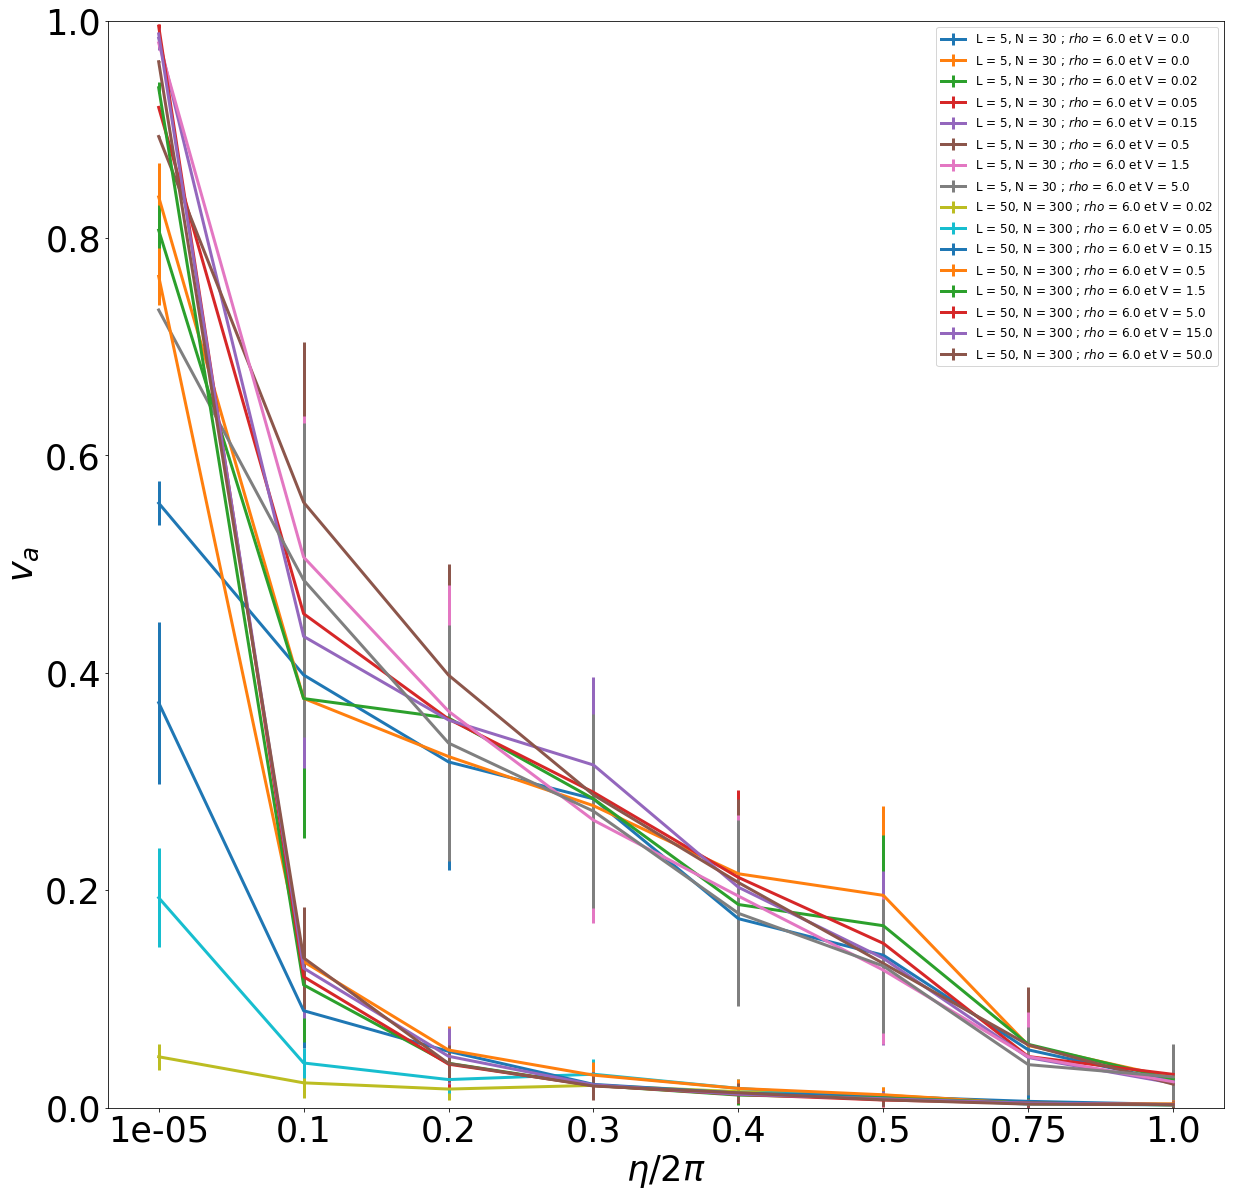 1.0
0.8
0.6
0.4
0.2
0.0
v_a
L = 5, N = 30 ; rho = 6.0 et V = 0.0
L = 5, N = 30 ; rho = 6.0 et V = 0.0
L = 5, N = 30 ; rho = 6.0 et V = 0.02
L = 5, N = 30 ; rho = 6.0 et V = 0.05
L = 5, N = 30 ; rho = 6.0 et V = 0.15
L = 5, N = 30 ; rho = 6.0 et V = 0.5
L = 5, N = 30 ; rho = 6.0 et V = 1.5
L = 5, N = 30 ; rho = 6.0 et V = 5.0
L = 50, N = 300 ; rho = 6.0 et V = 0.02
L = 50, N = 300 ; rho = 6.0 et V = 0.05
L = 50, N = 300 ; rho = 6.0 et V = 0.15
L = 50, N = 300 ; rho = 6.0 et V = 0.5
L = 50, N = 300 ; rho = 6.0 et V = 1.5
L = 50, N = 300 ; rho = 6.0 et V = 5.0
L = 50, N = 300 ; rho = 6.0 et V = 15.0
L = 50, N = 300 ; rho = 6.0 et V = 50.0
1e-05 0.1 0.2 0.3 0.4 0.5 0.75 1.0
η/2π